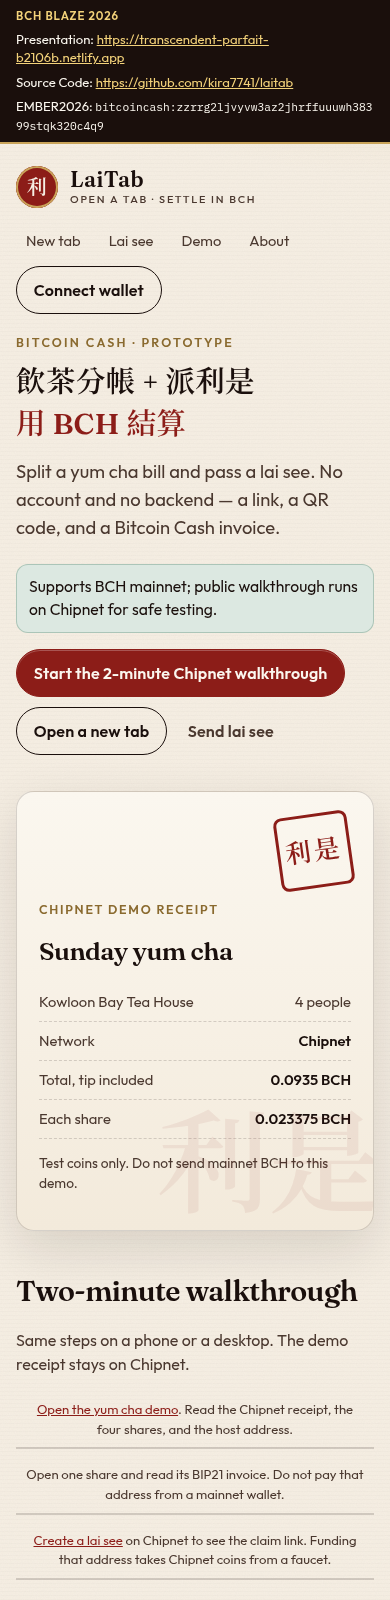 BCH BLAZE 2026
Presentation: https://transcendent-parfait-
b2106b.netlify.app
Source Code: https://github.com/kira7741/laitab
EMBER2026: bitcoincash:zzrrg2ljvyvw3az2jhrffuuuwh383
99stqk320c4q9
利
LaiTab
OPEN A TAB · SETTLE IN BCH
New tab Lai see Demo About
Connect wallet
BITCOIN CASH · PROTOTYPE
飲茶分帳 + 派利是
用 BCH 結算
Split a yum cha bill and pass a lai see. No
account and no backend — a link, a QR
code, and a Bitcoin Cash invoice.
Supports BCH mainnet; public walkthrough runs
on Chipnet for safe testing.
Start the 2-minute Chipnet walkthrough
Open a new tab Send lai see
利是
CHIPNET DEMO RECEIPT
Sunday yum cha
Kowloon Bay Tea House 4 people
Network Chipnet
Total, tip included 0.0935 BCH
Each share 0.023375 BCH
利是
Test coins only. Do not send mainnet BCH to this
demo.
Two-minute walkthrough
Same steps on a phone or a desktop. The demo
receipt stays on Chipnet.
Open the yum cha demo. Read the Chipnet receipt, the
four shares, and the host address.
Open one share and read its BIP21 invoice. Do not pay that
address from a mainnet wallet.
Create a lai see on Chipnet to see the claim link. Funding
that address takes Chipnet coins from a faucet.